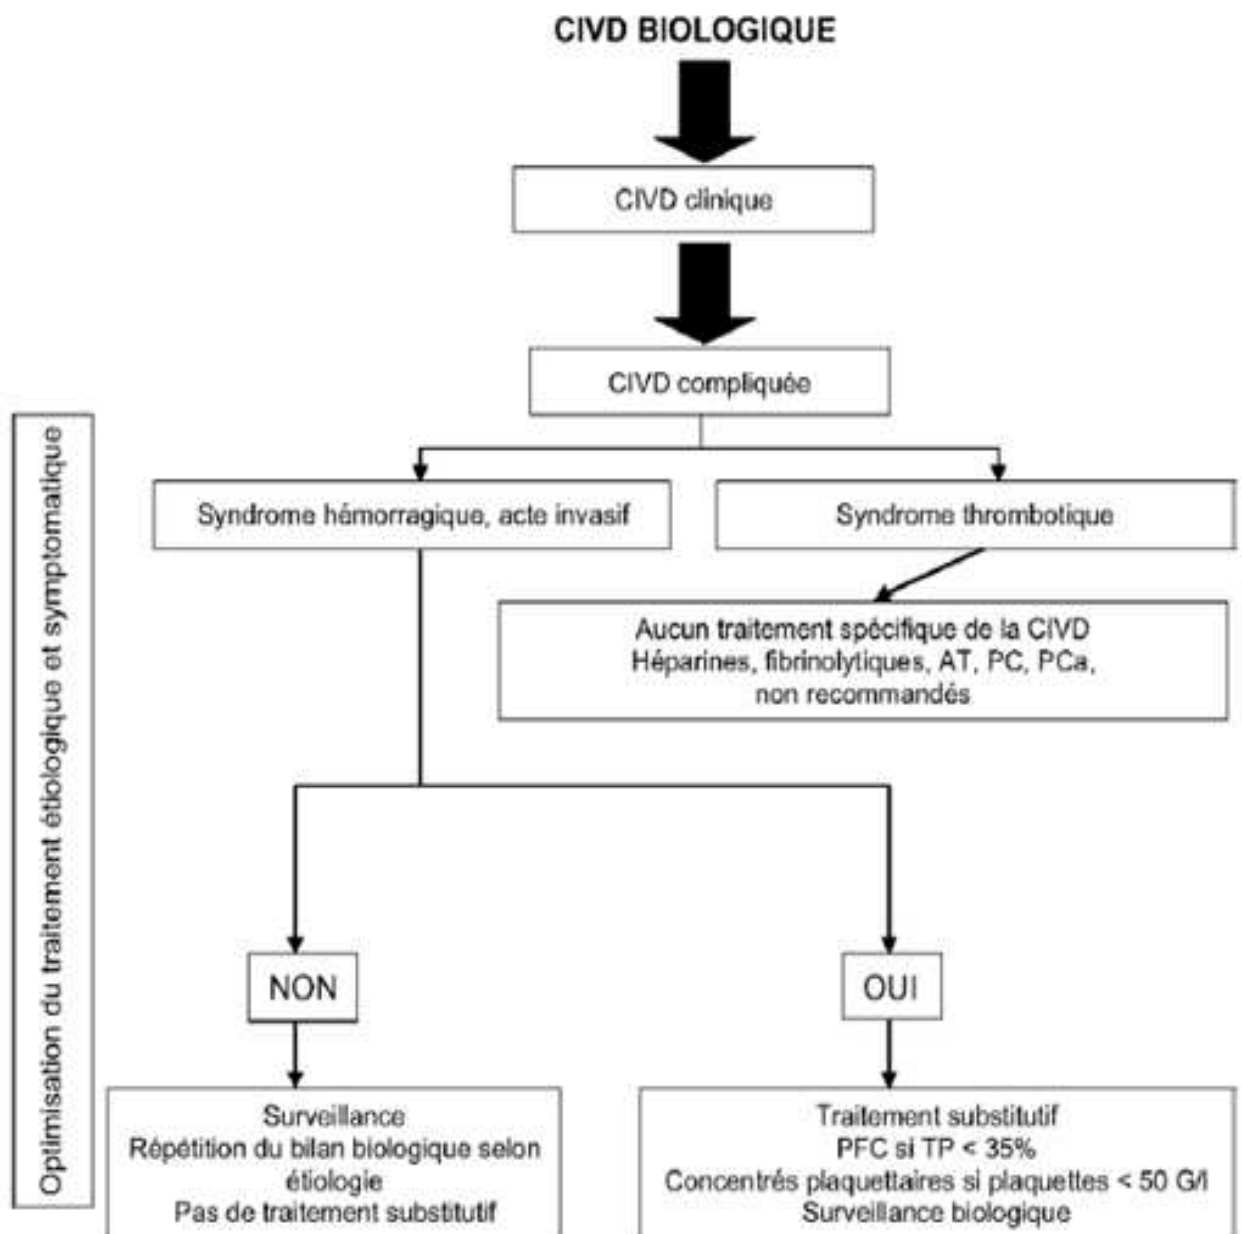 CIVD BIOLOGIQUE
CIVD clinique
CIVD compliquée
Optimisation du traitement étiologique et symptomatique
Syndrome hémorragique, acte invasif
Syndrome thrombotique
Aucun traitement spécifique de la CIVD
Héparines, fibrinolytiques, AT, PC, PCa,
non recommandés
NON
OUI
Surveillance
Répétition du bilan biologique selon
étiologie
Pas de traitement substitutif
Traitement substitutif
PFC si TP < 35%
Concentrés plaquettaires si plaquettes < 50 G/l
Surveillance biologique